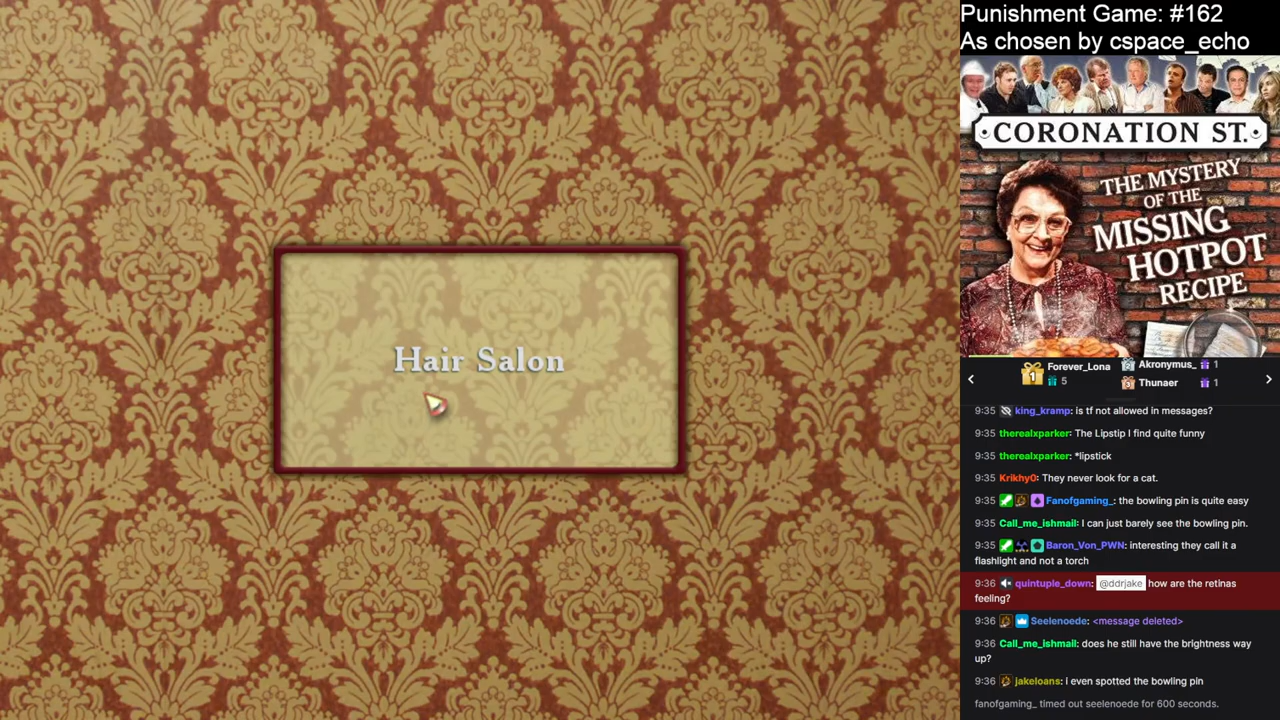 Punishment Game: #162
As chosen by cspace_echo
CORONATION ST.
THE MYSTERY
OF THE
MISSING
HOTPOT
RECIPE
Hair Salon
1
Forever_Lona
5
Akronymus_ 1
Thunaer 1
9:35 king_kramp: is tf not allowed in messages?
9:35 therealxparker: The Lipstip I find quite funny
9:35 therealxparker: *lipstick
9:35 Krikhy0: They never look for a cat.
9:35 Fanofgaming_: the bowling pin is quite easy
9:35 Call_me_ishmail: I can just barely see the bowling pin.
9:35 Baron_Von_PWN: interesting they call it a
flashlight and not a torch
9:36 quintuple_down: @ddrjake how are the retinas
feeling?
9:36 Seelenoede: <message deleted>
9:36 Call_me_ishmail: does he still have the brightness way
up?
9:36 jakeloans: i even spotted the bowling pin
fanofgaming_ timed out seelenoede for 600 seconds.